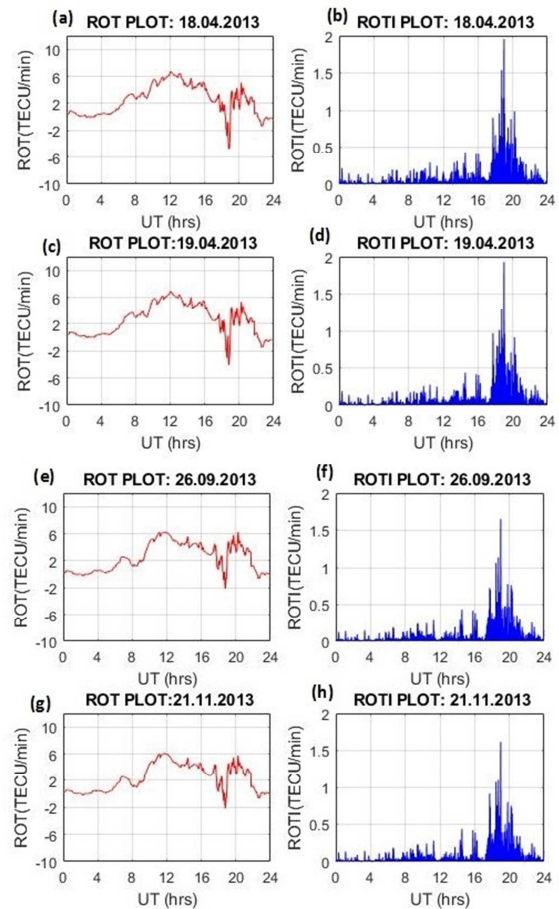 (a) ROT PLOT: 18.04.2013
ROT(TECU/min)
10
6
2
-2
-6
-10
0 4 8 12 16 20 24
UT (hrs)
(b) ROTI PLOT: 18.04.2013
ROTI(TECU/min)
2
1.5
1
0.5
0
0 4 8 12 16 20 24
UT (hrs)
(c) ROT PLOT:19.04.2013
ROT(TECU/min)
10
6
2
-2
-6
-10
0 4 8 12 16 20 24
UT (hrs)
(d) ROTI PLOT: 19.04.2013
ROTI(TECU/min)
2
1.5
1
0.5
0
0 4 8 12 16 20 24
UT (hrs)
(e) ROT PLOT: 26.09.2013
ROT(TECU/min)
10
6
2
-2
-6
-10
0 4 8 12 16 20 24
UT (hrs)
(f) ROTI PLOT: 26.09.2013
ROTI(TECU/min)
2
1.5
1
0.5
0
0 4 8 12 16 20 24
UT (hrs)
(g) ROT PLOT:21.11.2013
ROT(TECU/min)
10
6
2
-2
-6
-10
0 4 8 12 16 20 24
UT (hrs)
(h) ROTI PLOT: 21.11.2013
ROTI(TECU/min)
2
1.5
1
0.5
0
0 4 8 12 16 20 24
UT (hrs)